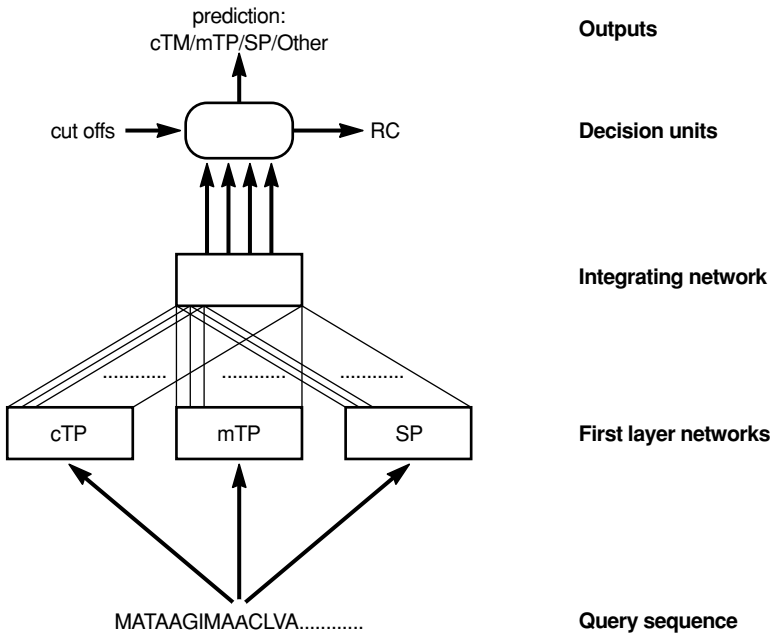 prediction:
cTM/mTP/SP/Other
Outputs
cut offs
RC
Decision units
Integrating network
............ ............ ............
cTP
mTP
SP
First layer networks
MATAAGIMAACLVA............
Query sequence